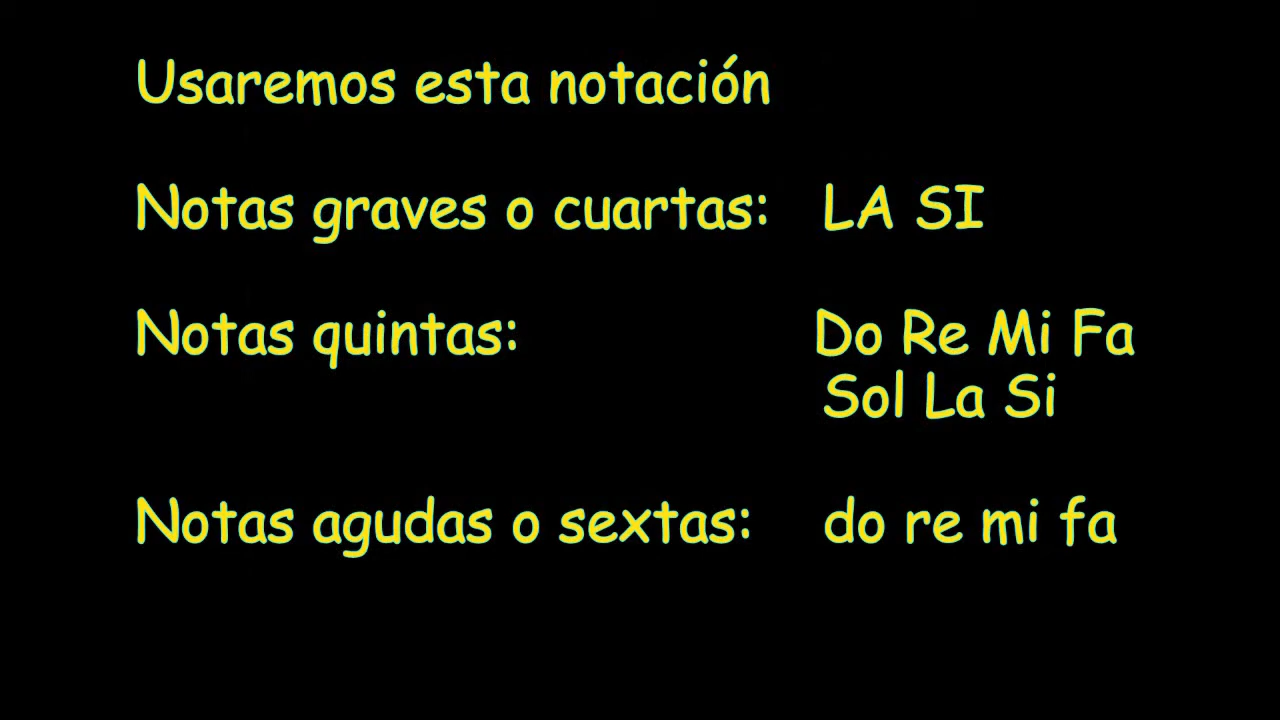 Usaremos esta notación
Notas graves o cuartas: LA SI
Notas quintas: Do Re Mi Fa
Sol La Si
Notas agudas o sextas: do re mi fa